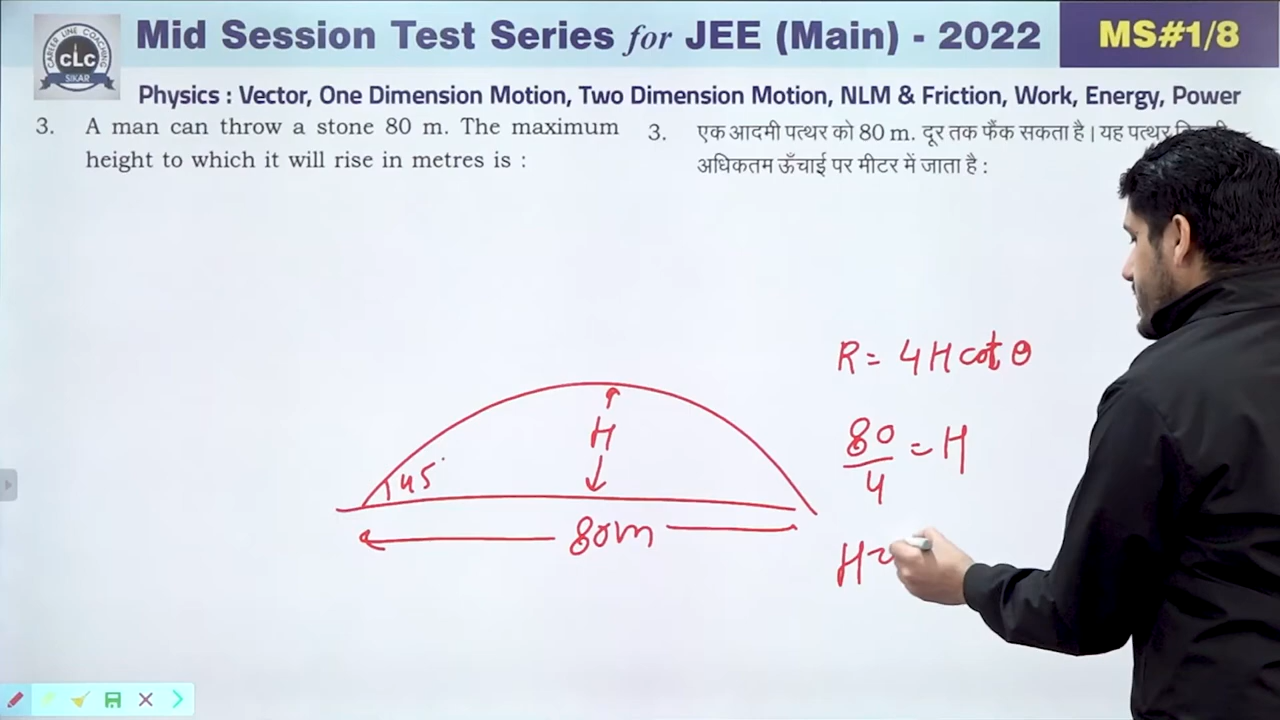 CAREER LINE COACHING
CLC
SIKAR
Mid Session Test Series for JEE (Main) - 2022
MS#1/8
Physics : Vector, One Dimension Motion, Two Dimension Motion, NLM & Friction, Work, Energy, Power
3. A man can throw a stone 80 m. The maximum
height to which it will rise in metres is :
3. एक आदमी पत्थर को 80 m. दूर तक फैंक सकता है। यह पत्थर
अधिकतम ऊँचाई पर मीटर में जाता है :
R = 4H cot θ
H
80/4 = H
45°
80m
H =